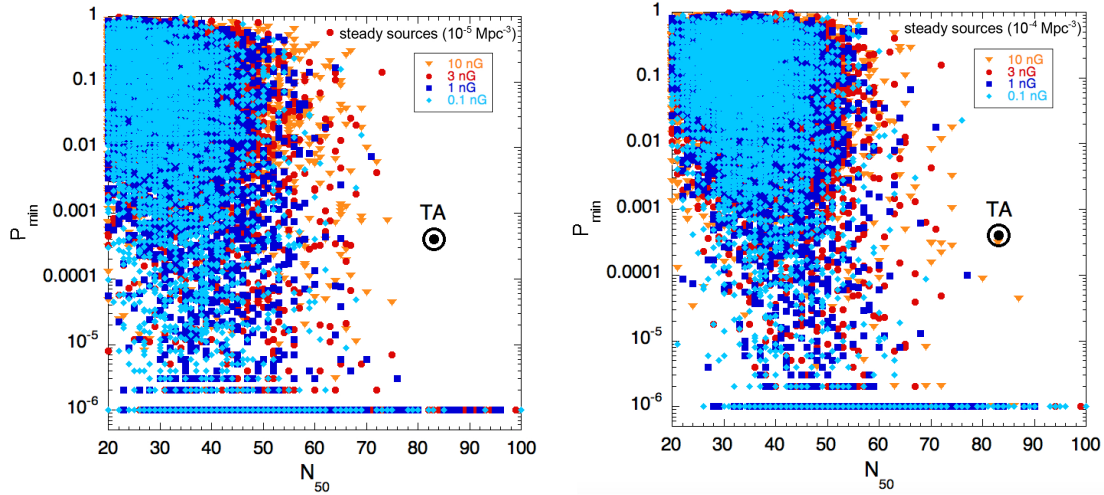 steady sources (10⁻⁵ Mpc⁻³)
10 nG
3 nG
1 nG
0.1 nG
TA
1
0.1
0.01
0.001
0.0001
10⁻⁵
10⁻⁶
P_min
20 30 40 50 60 70 80 90 100
N₅₀
steady sources (10⁻⁴ Mpc⁻³)
10 nG
3 nG
1 nG
0.1 nG
TA
1
0.1
0.01
0.001
0.0001
10⁻⁵
10⁻⁶
P_min
20 30 40 50 60 70 80 90 100
N₅₀